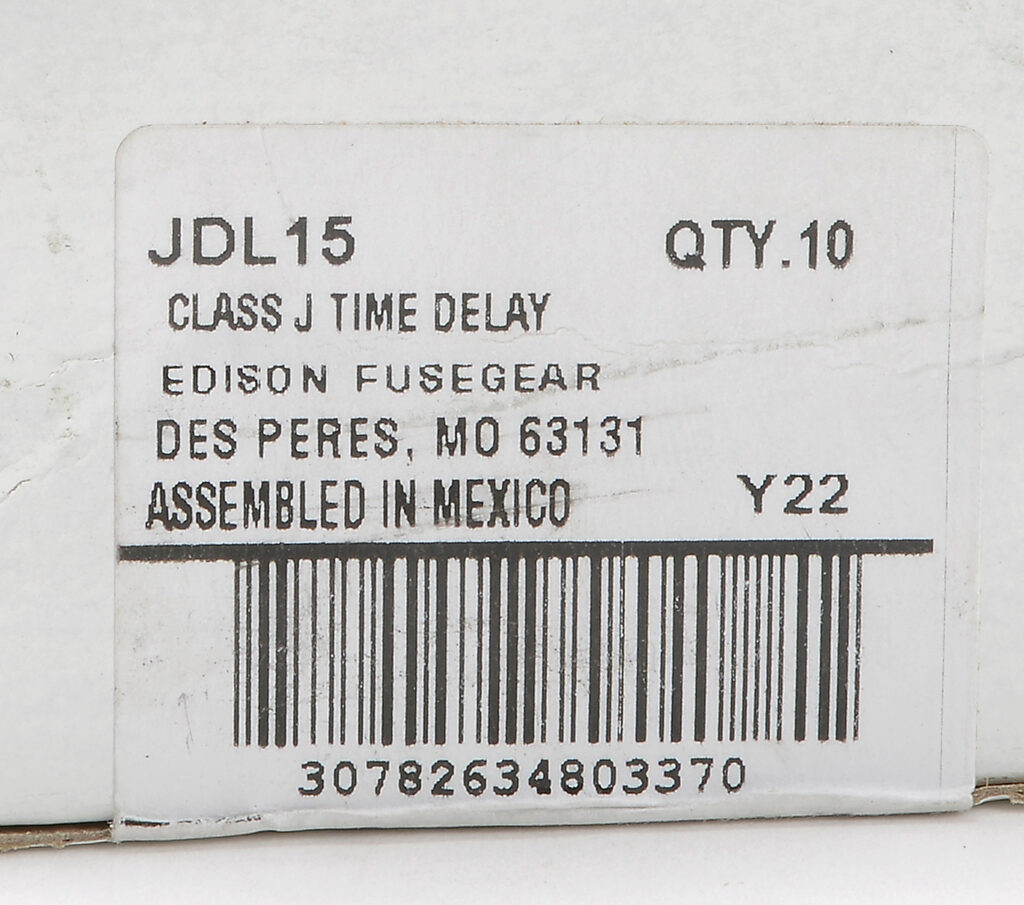 JDL15 QTY.10
CLASS J TIME DELAY
EDISON FUSEGEAR
DES PERES, MO 63131
ASSEMBLED IN MEXICO Y22
30782634803370